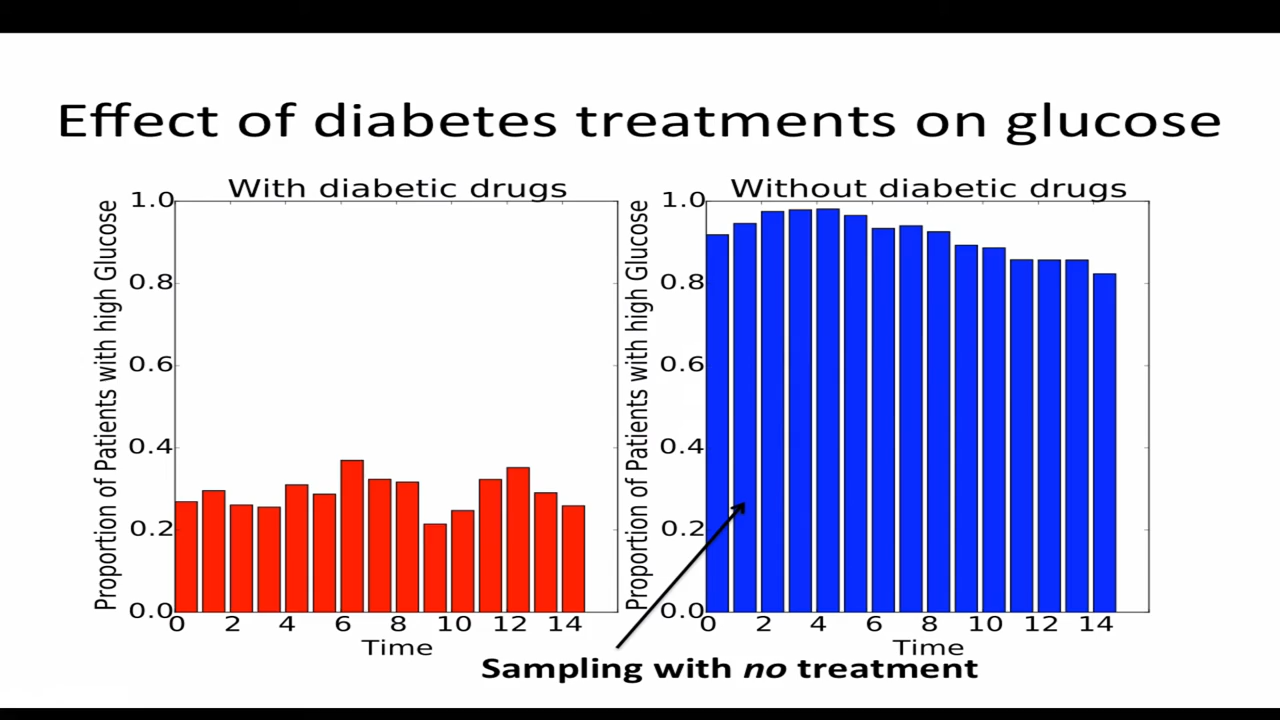 Effect of diabetes treatments on glucose
With diabetic drugs
Proportion of Patients with high Glucose
1.0
0.8
0.6
0.4
0.2
0.0
0 2 4 6 8 10 12 14
Time
Without diabetic drugs
Proportion of Patients with high Glucose
1.0
0.8
0.6
0.4
0.2
0.0
0 2 4 6 8 10 12 14
Time
Sampling with no treatment